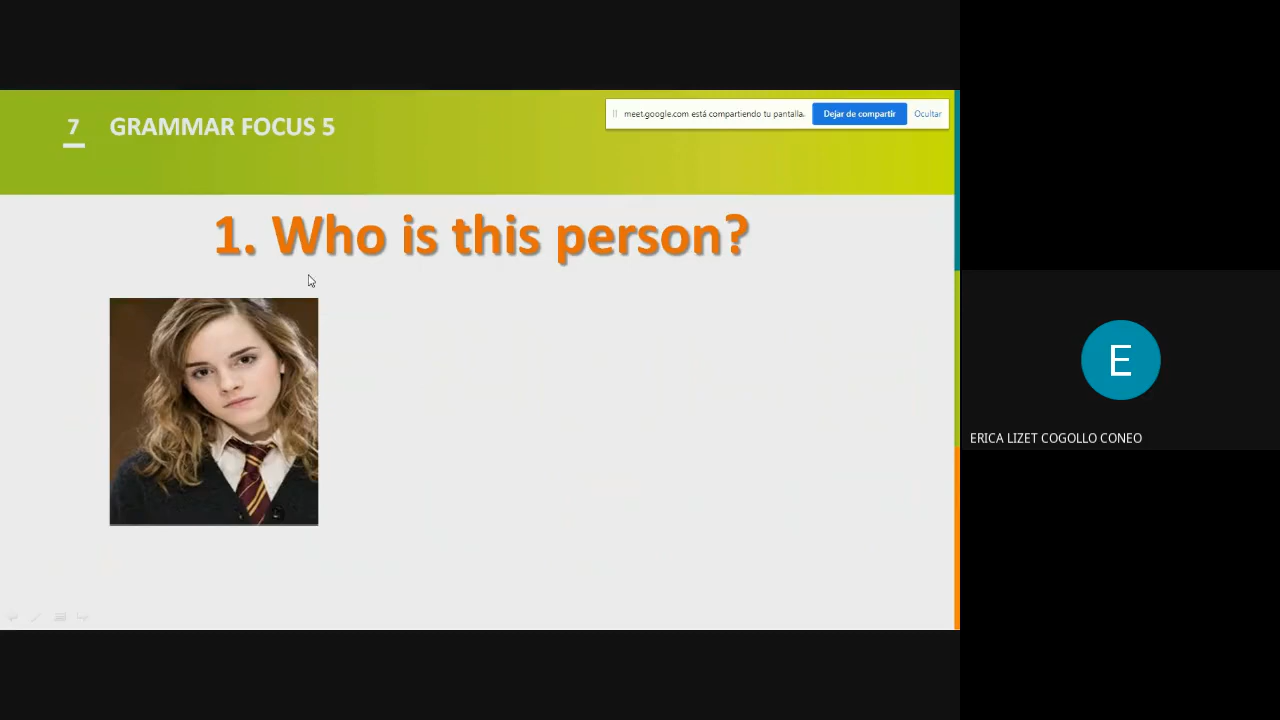 7 GRAMMAR FOCUS 5
meet.google.com está compartiendo tu pantalla. Dejar de compartir Ocultar
1. Who is this person?
E
ERICA LIZET COGOLLO CONEO